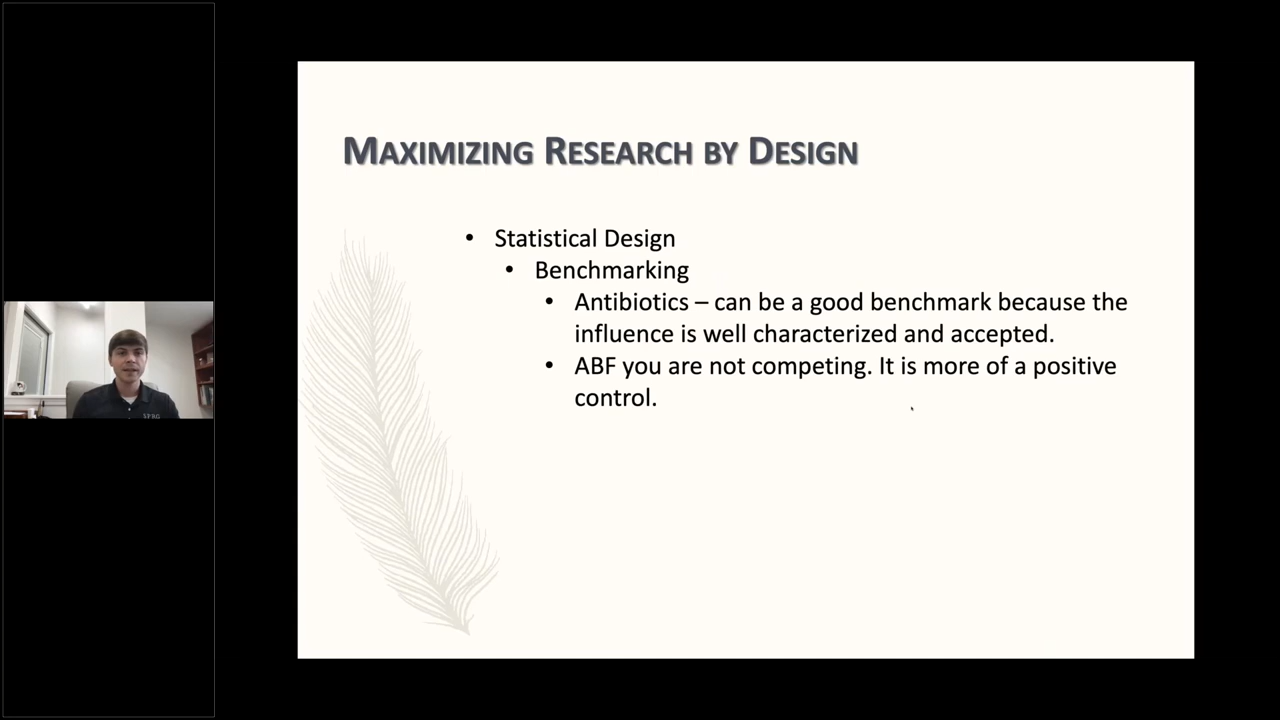 MAXIMIZING RESEARCH BY DESIGN
• Statistical Design
• Benchmarking
• Antibiotics – can be a good benchmark because the
influence is well characterized and accepted.
• ABF you are not competing. It is more of a positive
control.